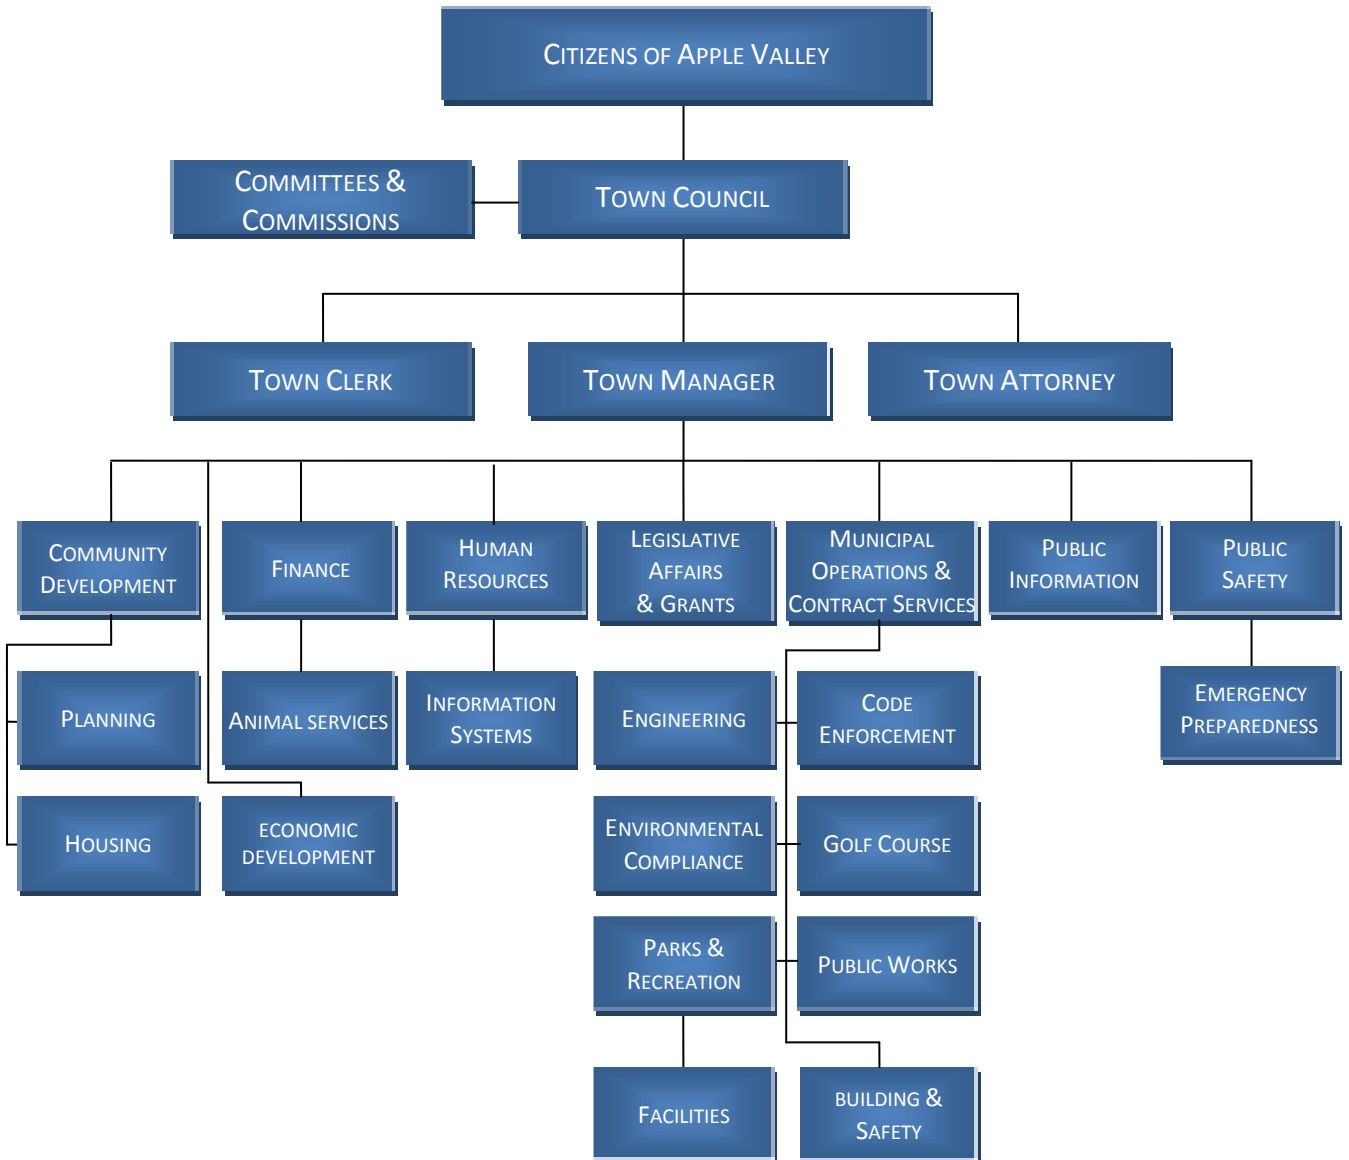 Citizens of Apple Valley
Committees &
Commissions
Town Council
Town Clerk
Town Manager
Town Attorney
Community
Development
Finance
Human
Resources
Legislative
Affairs
& Grants
Municipal
Operations &
Contract Services
Public
Information
Public
Safety
Planning
Animal services
Information
Systems
Engineering
Code
Enforcement
Emergency
Preparedness
Housing
economic
development
Environmental
Compliance
Golf Course
Parks &
Recreation
Public Works
Facilities
building &
Safety